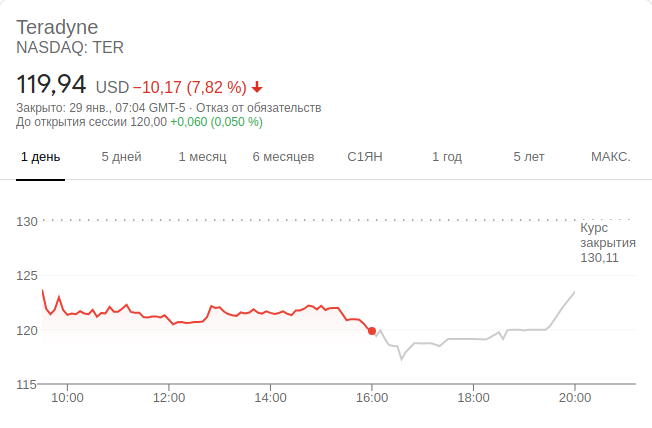 Teradyne
NASDAQ: TER
119,94 USD −10,17 (7,82 %)
Закрыто: 29 янв., 07:04 GMT-5 · Отказ от обязательств
До открытия сессии 120,00 +0,060 (0,050 %)
1 день 5 дней 1 месяц 6 месяцев С1ЯН 1 год 5 лет МАКС.
130
Курс
закрытия
130,11
125
120
115
10:00 12:00 14:00 16:00 18:00 20:00